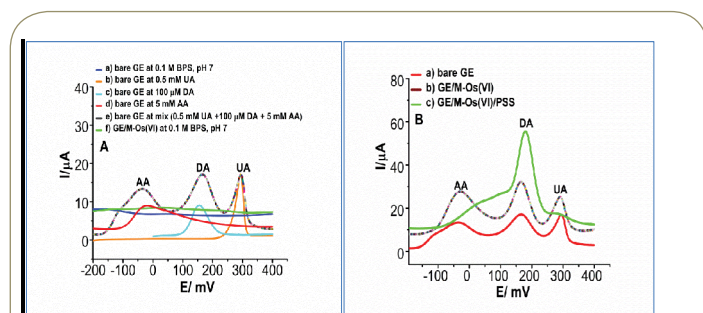 a) bare GE at 0.1 M BPS, pH 7
b) bare GE at 0.5 mM UA
c) bare GE at 100 µM DA
d) bare GE at 5 mM AA
e) bare GE at mix (0.5 mM UA +100 µM DA + 5 mM AA)
f) GE/M-Os(VI) at 0.1 M BPS, pH 7
A
AA
DA
UA
I/µA
40
30
20
10
0
-200 -100 0 100 200 300 400
E/ mV
a) bare GE
b) GE/M-Os(VI)
c) GE/M-Os(VI)/PSS
B
AA
DA
UA
I/µA
80
60
40
20
0
-100 0 100 200 300 400
E/ mV